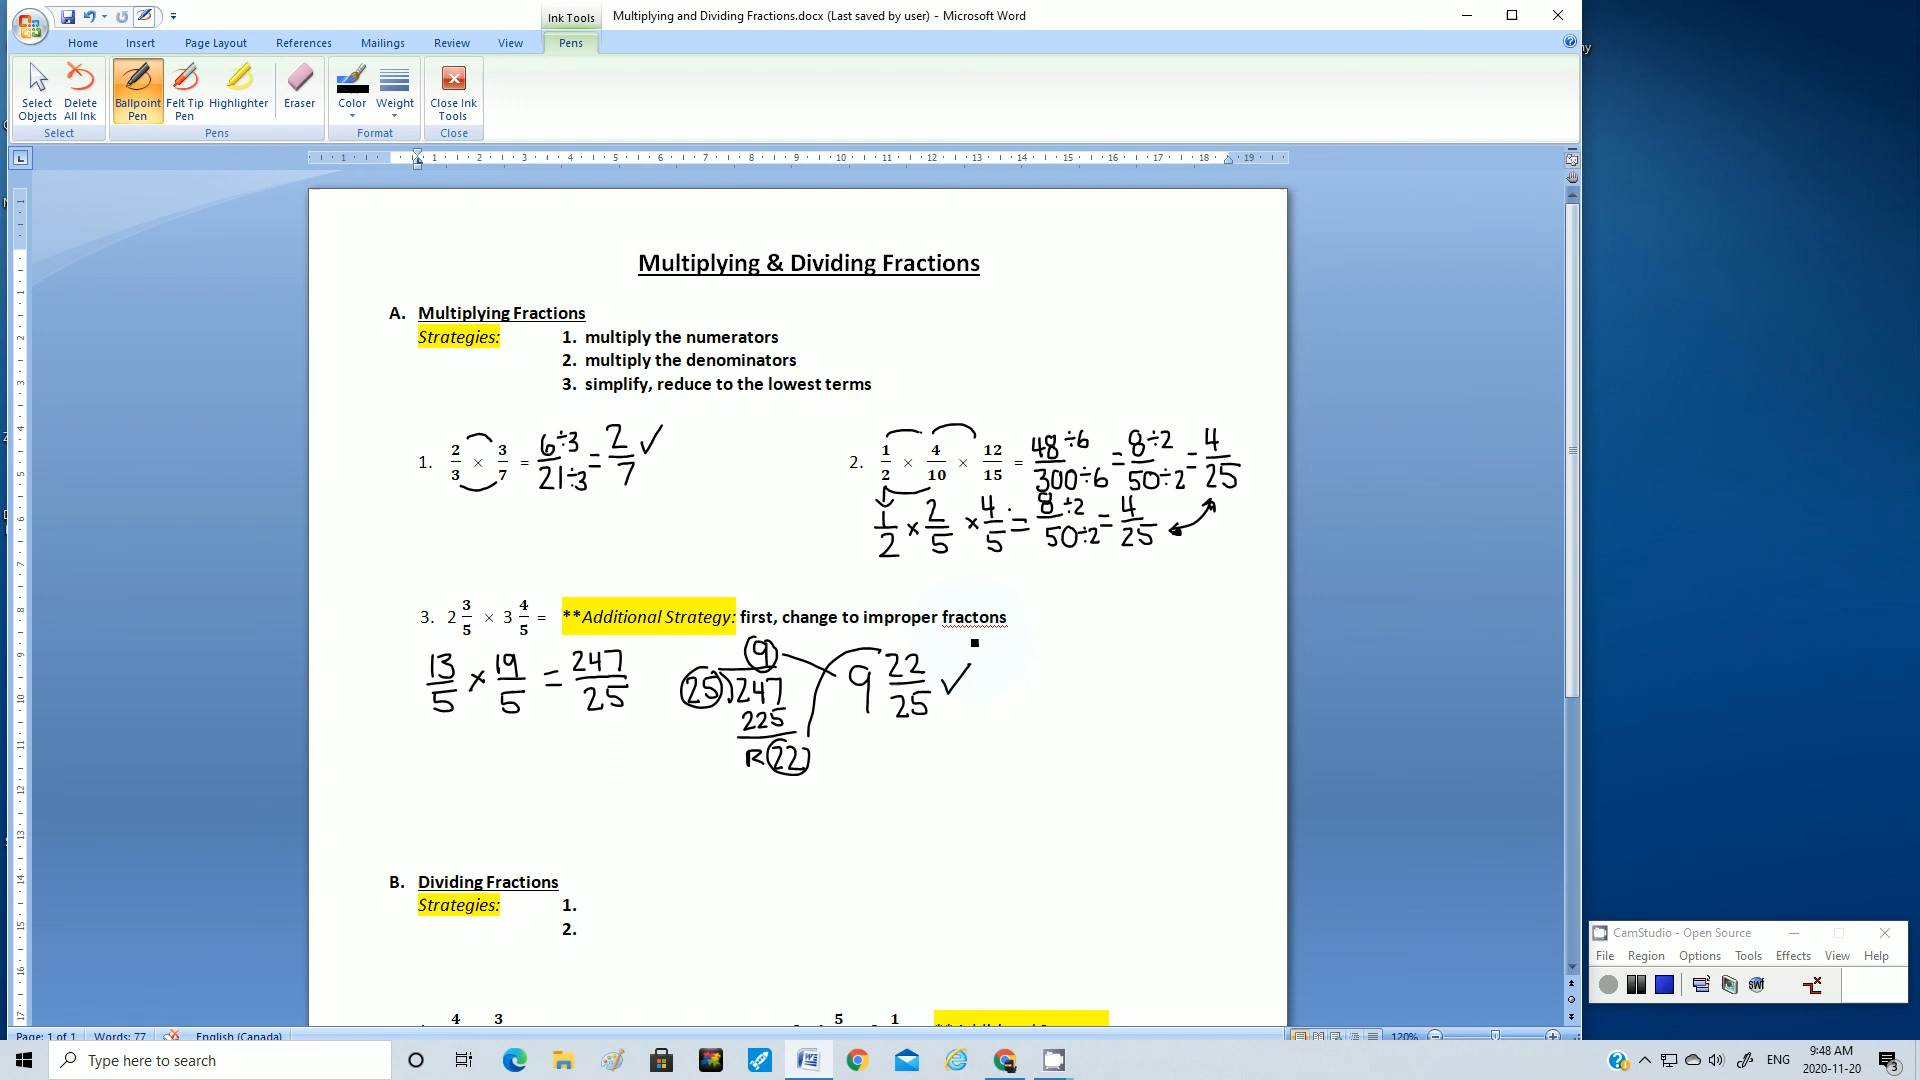 Ink Tools
Multiplying and Dividing Fractions.docx (Last saved by user) - Microsoft Word
Home Insert Page Layout References Mailings Review View Pens
Select Objects Delete All Ink Ballpoint Pen Felt Tip Pen Highlighter Eraser Color Weight Close Ink Tools
Select Pens Format Close
Multiplying & Dividing Fractions
A. Multiplying Fractions
Strategies: 1. multiply the numerators
2. multiply the denominators
3. simplify, reduce to the lowest terms
1. 2/3 × 3/7 = 6÷3/21÷3 = 2/7 ✓
2. 1/2 × 4/10 × 12/15 = 48÷6/300÷6 = 8÷2/50÷2 = 4/25
1/2 × 2/5 × 4/5 = 8÷2/50÷2 = 4/25
3. 2 3/5 × 3 4/5 = **Additional Strategy: first, change to improper fractons
13/5 × 19/5 = 247/25
9
25)247
225
R 22
9 22/25 ✓
B. Dividing Fractions
Strategies: 1.
2.
4 3 5 1
Page: 1 of 1 Words: 77 English (Canada) 120%
CamStudio - Open Source
File Region Options Tools Effects View Help
Type here to search
ENG
9:48 AM
2020-11-20
3